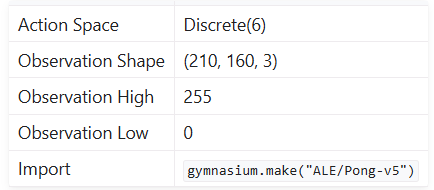 Action Space Discrete(6)
Observation Shape (210, 160, 3)
Observation High 255
Observation Low 0
Import gymnasium.make("ALE/Pong-v5")